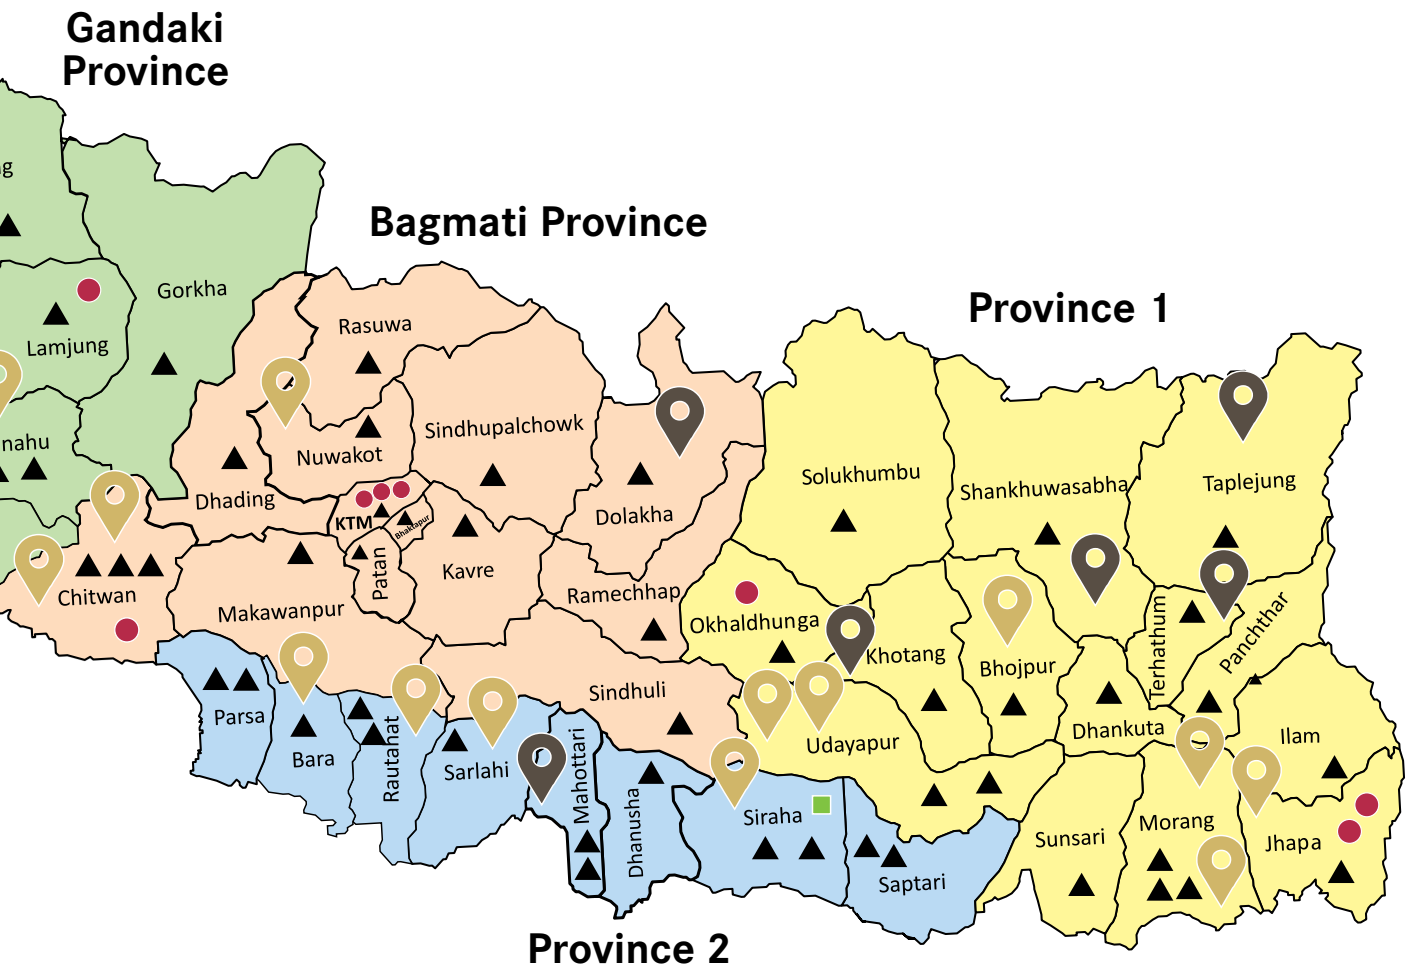 Gandaki
Province
Bagmati Province
Province 1
g
Gorkha
Rasuwa
Lamjung
nahu
Sindhupalchowk
Nuwakot
Dhading
Solukhumbu
Shankhuwasabha
Taplejung
KTM
Bhaktapur
Dolakha
Patan
Kavre
Chitwan
Makawanpur
Ramechhap
Okhaldhunga
Khotang
Bhojpur
Terhathum
Panchthar
Parsa
Sindhuli
Dhankuta
Bara
Rautahat
Sarlahi
Mahottari
Udayapur
Ilam
Dhanusha
Siraha
Sunsari
Morang
Jhapa
Saptari
Province 2